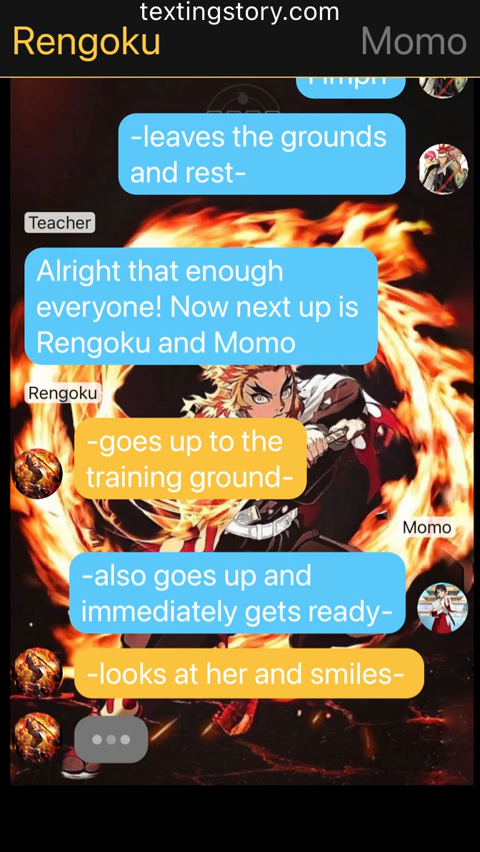 textingstory.com
Rengoku
Momo
-leaves the grounds
and rest-
Teacher
Alright that enough
everyone! Now next up is
Rengoku and Momo
Rengoku
-goes up to the
training ground-
Momo
-also goes up and
immediately gets ready-
-looks at her and smiles-